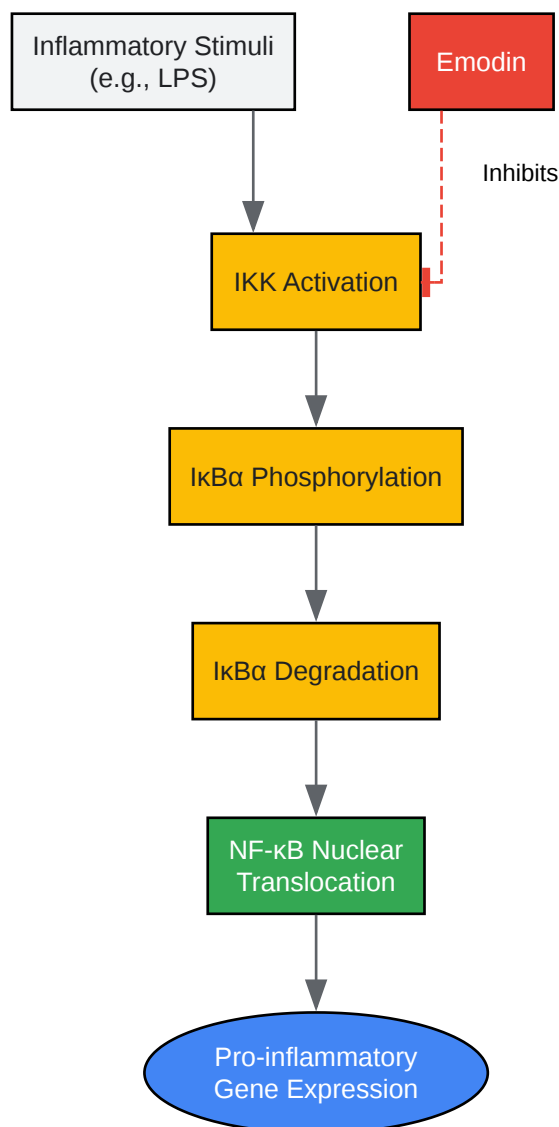 Inflammatory Stimuli
(e.g., LPS)
Emodin
Inhibits
IKK Activation
IκBα Phosphorylation
IκBα Degradation
NF-κB Nuclear
Translocation
Pro-inflammatory
Gene Expression